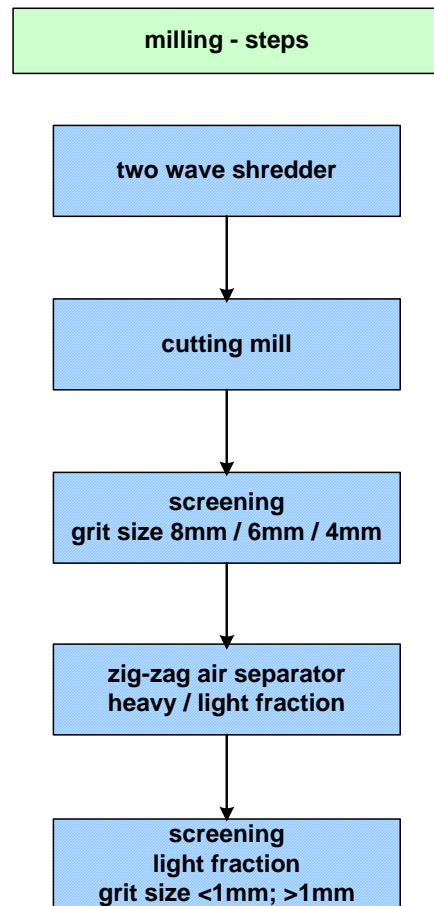 milling - steps
two wave shredder
cutting mill
screening
grit size 8mm / 6mm / 4mm
zig-zag air separator
heavy / light fraction
screening
light fraction
grit size <1mm; >1mm